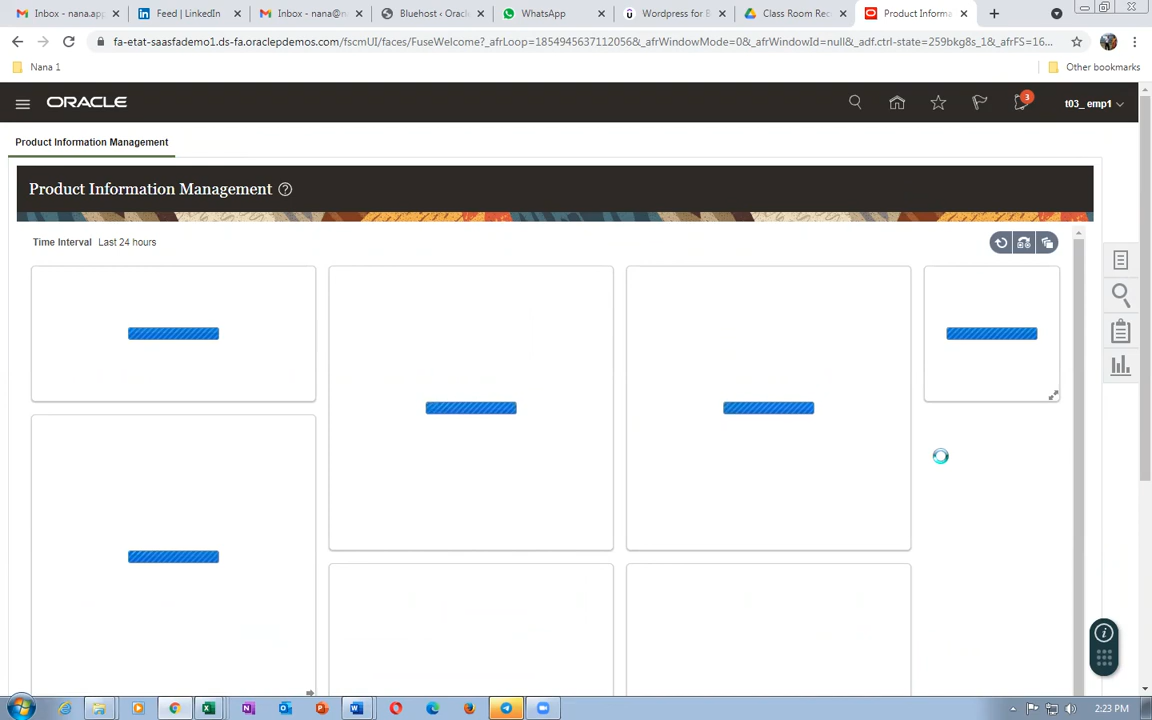 Inbox - nana.app
Feed | LinkedIn
Inbox - nana@n
Bluehost ‹ Oracl
WhatsApp
Wordpress for B
Class Room Rec
Product Informa
fa-etat-saasfademo1.ds-fa.oraclepdemos.com/fscmUI/faces/FuseWelcome?_afrLoop=1854945637112056&_afrWindowMode=0&_afrWindowId=null&_adf.ctrl-state=259bkg8s_1&_afrFS=16...
Nana 1
Other bookmarks
ORACLE
3
t03_ emp1
Product Information Management
Product Information Management
Time Interval Last 24 hours
2:23 PM